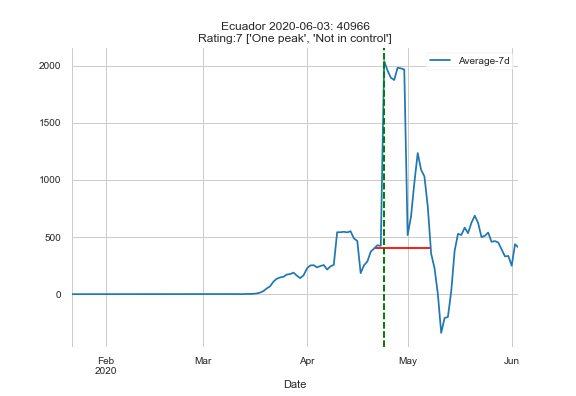 Ecuador 2020-06-03: 40966
Rating:7 ['One peak', 'Not in control']
Average-7d
2000
1500
1000
500
0
Feb
2020
Mar
Apr
May
Jun
Date